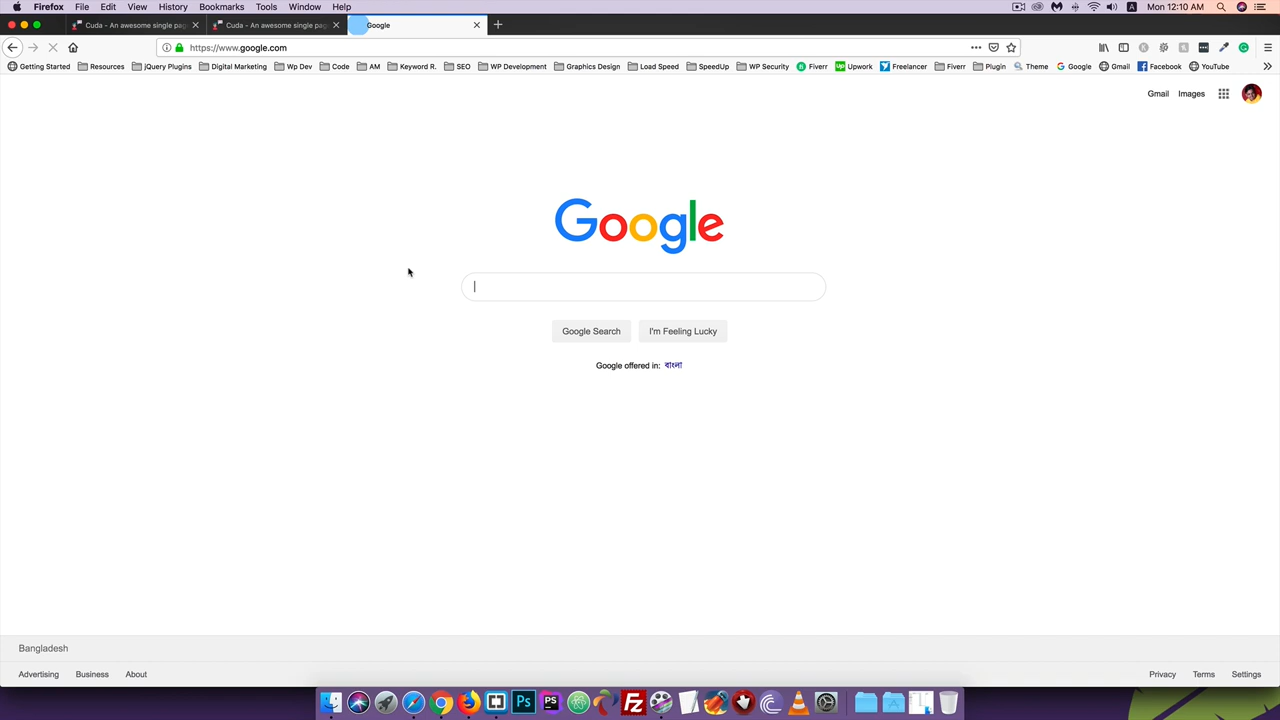 Firefox File Edit View History Bookmarks Tools Window Help Mon 12:10 AM
Cuda - An awesome single pag Cuda - An awesome single pag Google
https://www.google.com
Getting Started Resources jQuery Plugins Digital Marketing Wp Dev Code AM Keyword R. SEO WP Development Graphics Design Load Speed SpeedUp WP Security Fiverr Upwork Freelancer Fiverr Plugin Theme Google Gmail Facebook YouTube
Gmail Images
Google
Google Search I'm Feeling Lucky
Google offered in: বাংলা
Bangladesh
Advertising Business About Privacy Terms Settings
Ps PS FZ